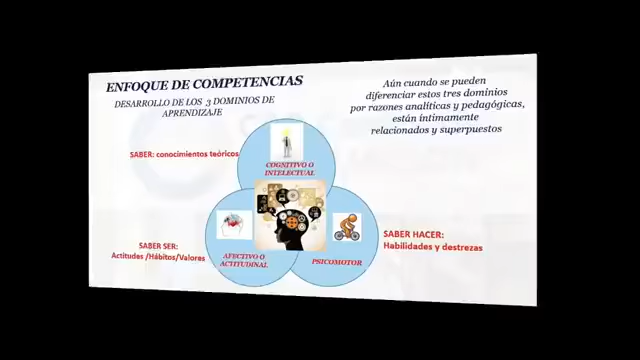 ENFOQUE DE COMPETENCIAS
DESARROLLO DE LOS 3 DOMINIOS DE
APRENDIZAJE
Aún cuando se pueden
diferenciar estos tres dominios
por razones analíticas y pedagógicas,
están íntimamente
relacionados y superpuestos
SABER: conocimientos teóricos
COGNITIVO O
INTELECTUAL
SABER SER:
Actitudes /Hábitos/Valores
AFECTIVO O
ACTITUDINAL
PSICOMOTOR
SABER HACER:
Habilidades y destrezas